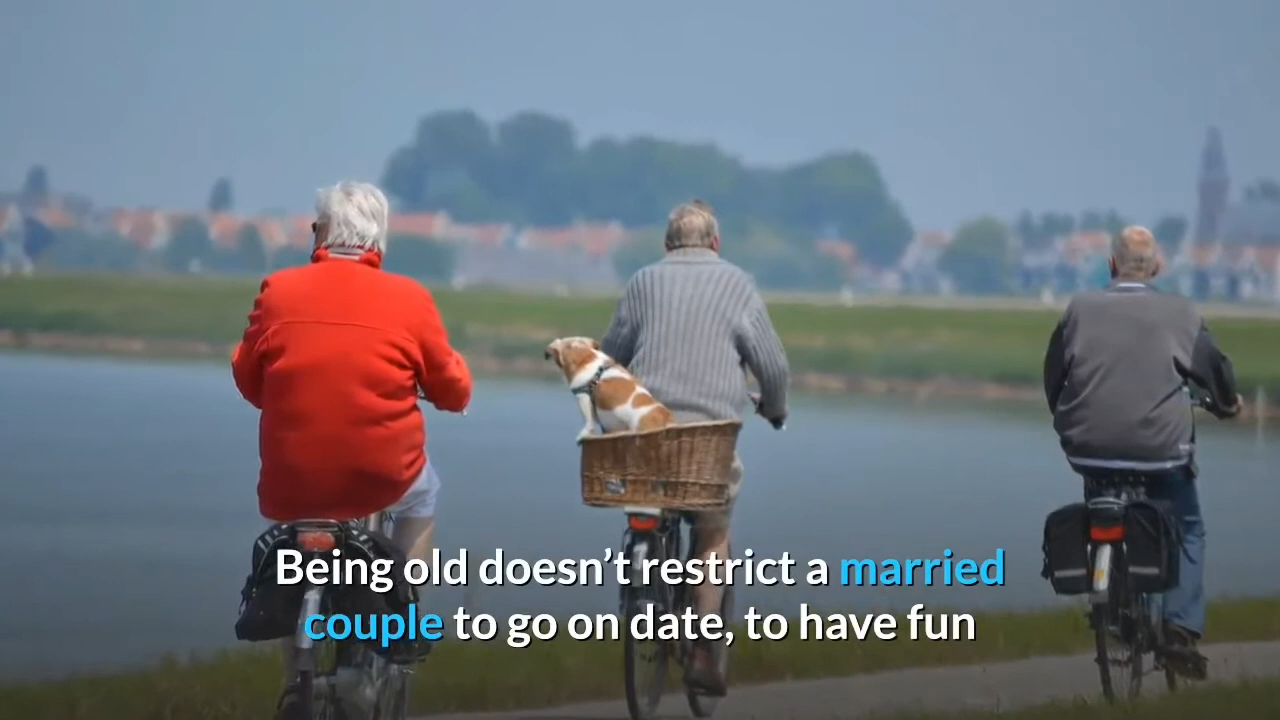 Being old doesn’t restrict a married
couple to go on date, to have fun